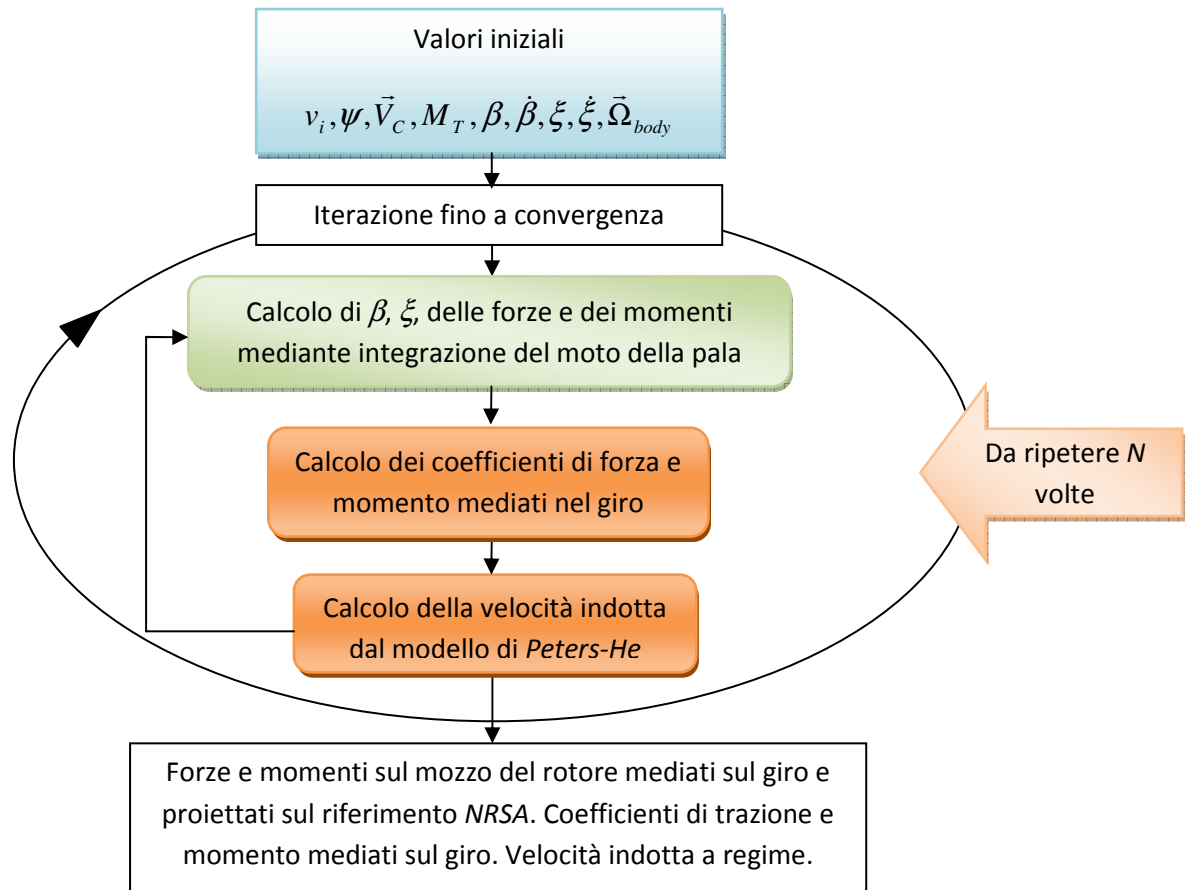 Valori iniziali
v_i, ψ, V⃗_C, M_T, β, β̇, ξ, ξ̇, Ω⃗_body
Iterazione fino a convergenza
Calcolo di β, ξ, delle forze e dei momenti
mediante integrazione del moto della pala
Calcolo dei coefficienti di forza e
momento mediati nel giro
Da ripetere N
volte
Calcolo della velocità indotta
dal modello di Peters-He
Forze e momenti sul mozzo del rotore mediati sul giro e
proiettati sul riferimento NRSA. Coefficienti di trazione e
momento mediati sul giro. Velocità indotta a regime.